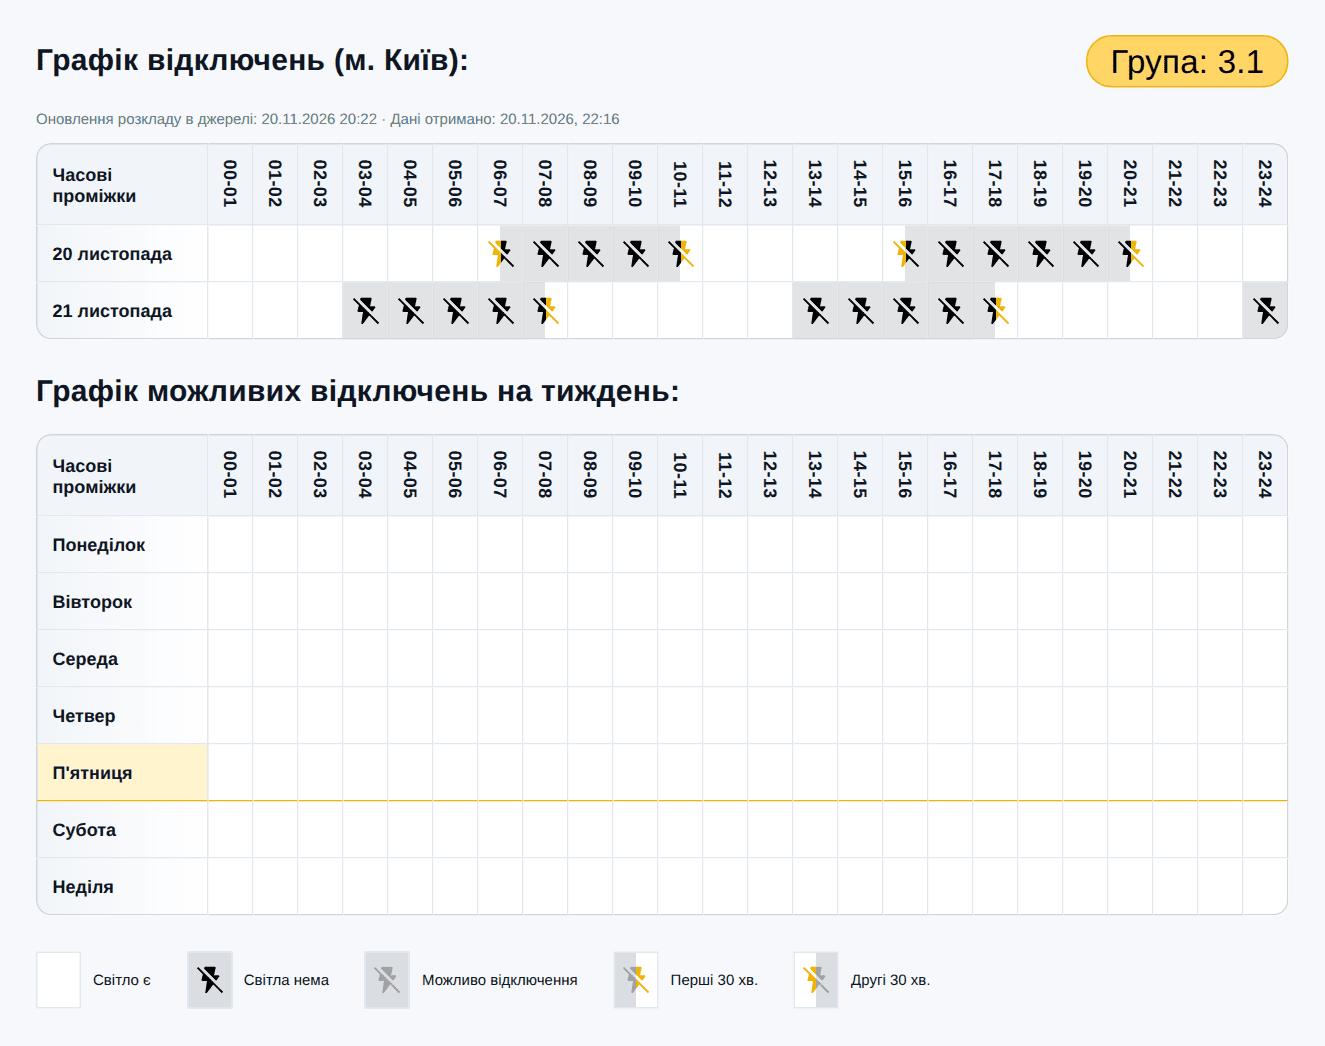 Графік відключень (м. Київ):
Група: 3.1
Оновлення розкладу в джерелі: 20.11.2026 20:22 · Дані отримано: 20.11.2026, 22:16
Часові проміжки 00-01 01-02 02-03 03-04 04-05 05-06 06-07 07-08 08-09 09-10 10-11 11-12 12-13 13-14 14-15 15-16 16-17 17-18 18-19 19-20 20-21 21-22 22-23 23-24
20 листопада
21 листопада
Графік можливих відключень на тиждень:
Часові проміжки 00-01 01-02 02-03 03-04 04-05 05-06 06-07 07-08 08-09 09-10 10-11 11-12 12-13 13-14 14-15 15-16 16-17 17-18 18-19 19-20 20-21 21-22 22-23 23-24
Понеділок
Вівторок
Середа
Четвер
П'ятниця
Субота
Неділя
Світло є Світла нема Можливо відключення Перші 30 хв. Другі 30 хв.